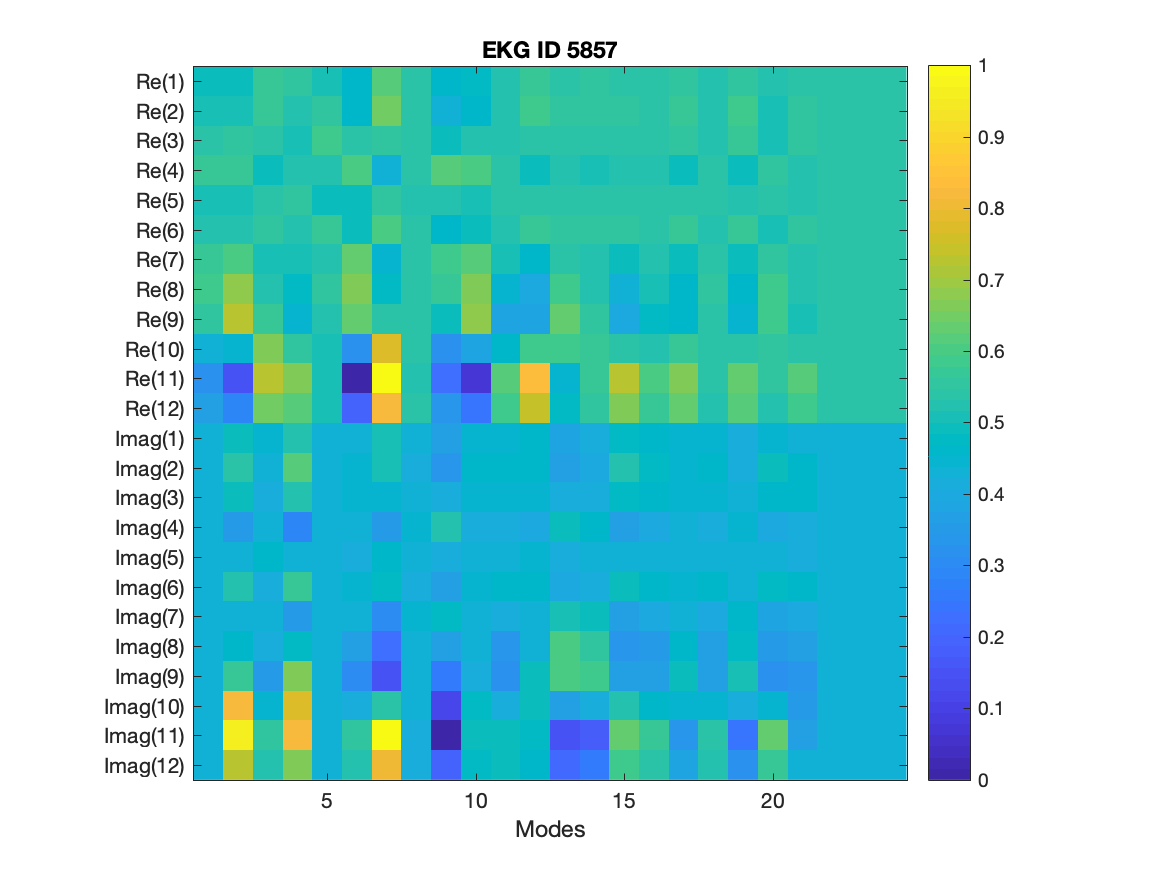 EKG ID 5857
Re(1)
Re(2)
Re(3)
Re(4)
Re(5)
Re(6)
Re(7)
Re(8)
Re(9)
Re(10)
Re(11)
Re(12)
Imag(1)
Imag(2)
Imag(3)
Imag(4)
Imag(5)
Imag(6)
Imag(7)
Imag(8)
Imag(9)
Imag(10)
Imag(11)
Imag(12)
5 10 15 20
Modes
1
0.9
0.8
0.7
0.6
0.5
0.4
0.3
0.2
0.1
0